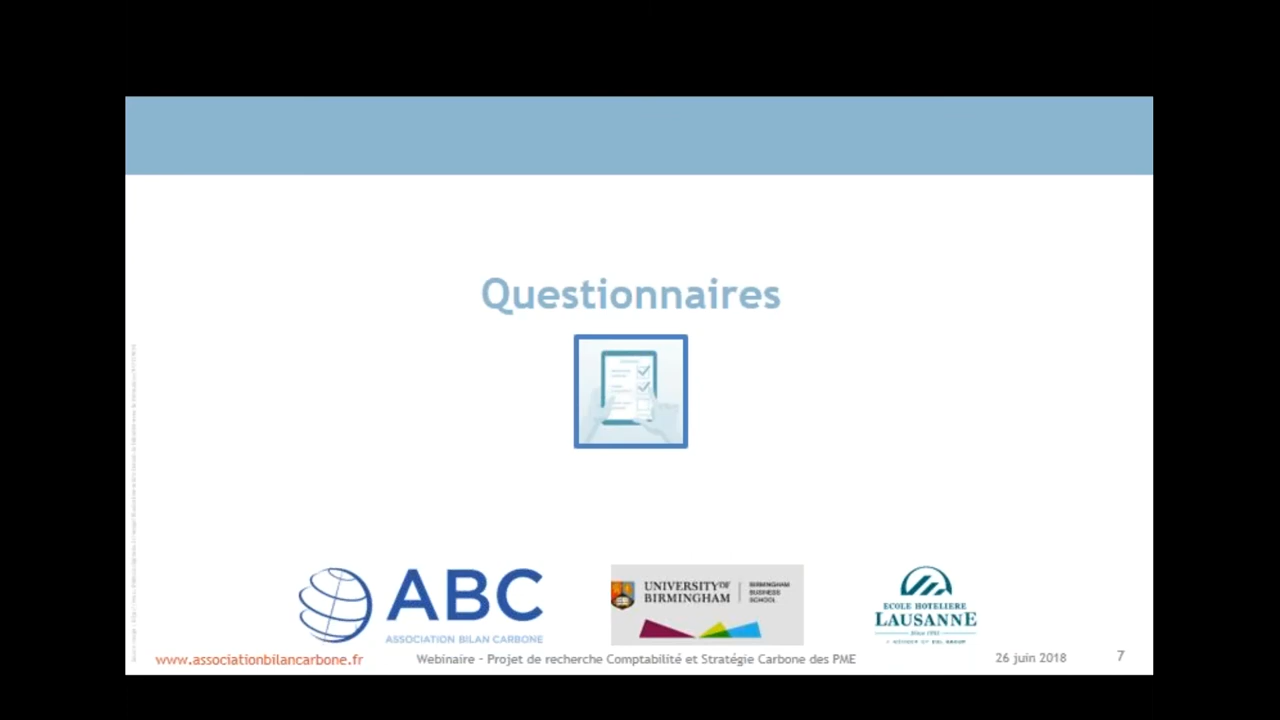 Questionnaires
ABC
ASSOCIATION BILAN CARBONE
UNIVERSITY OF
BIRMINGHAM
BIRMINGHAM
BUSINESS
SCHOOL
ECOLE HOTELIERE
LAUSANNE
www.associationbilancarbone.fr
Webinaire - Projet de recherche Comptabilité et Stratégie Carbone des PME
26 juin 2018
7